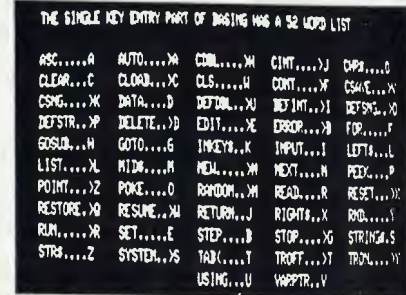 THE SINGLE KEY ENTRY PART OF BASING HAS A 52 WORD LIST
ASC.....A AUTO....>A CDBL....>H CINT....>J CHR$....Q
CLEAR...C CLOAD...>C CLS.....W CONT....>F CSAVE...>V
CSNG....>K DATA....D DEFDBL..>U DEFINT..>I DEFSNG..>O
DEFSTR..>P DELETE..>D EDIT....>E ERROR...>B FOR.....F
GOSUB...H GOTO....G INKEY$..K INPUT...I LEFT$...L
LIST....>L MID$....M NEW.....>N NEXT....N PEEK....P
POINT...>Z POKE....O RANDOM..>M READ....R RESET...>X
RESTORE.>Q RESUME..>W RETURN..J RIGHT$..X RND.....Y
RUN.....>R SET.....E STEP....B STOP....>G STRING$.S
STR$....Z SYSTEM..>S TAB(....T TROFF...>T TRON....>Y
USING...U VARPTR..V